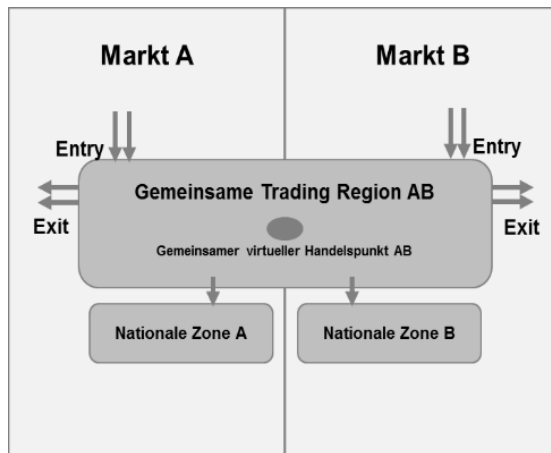 Markt A
Markt B
Entry
Entry
Gemeinsame Trading Region AB
Exit
Exit
Gemeinsamer virtueller Handelspunkt AB
Nationale Zone A
Nationale Zone B